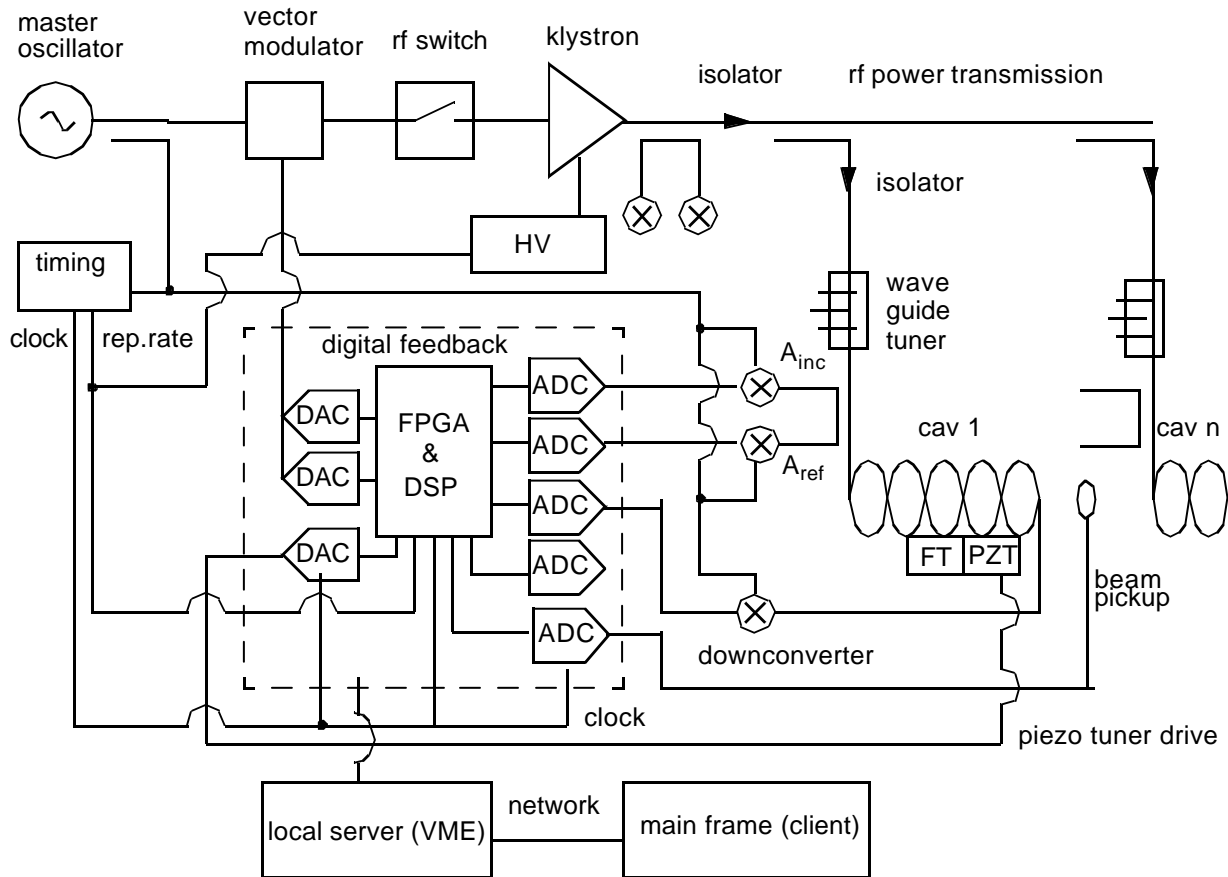 master
oscillator
vector
modulator
rf switch
klystron
isolator
rf power transmission
isolator
HV
timing
clock
rep.rate
wave
guide
tuner
digital feedback
A_inc
ADC
DAC
FPGA
&
DSP
ADC
A_ref
cav 1
cav n
DAC
ADC
DAC
ADC
FT
PZT
beam
pickup
ADC
downconverter
clock
piezo tuner drive
local server (VME)
network
main frame (client)